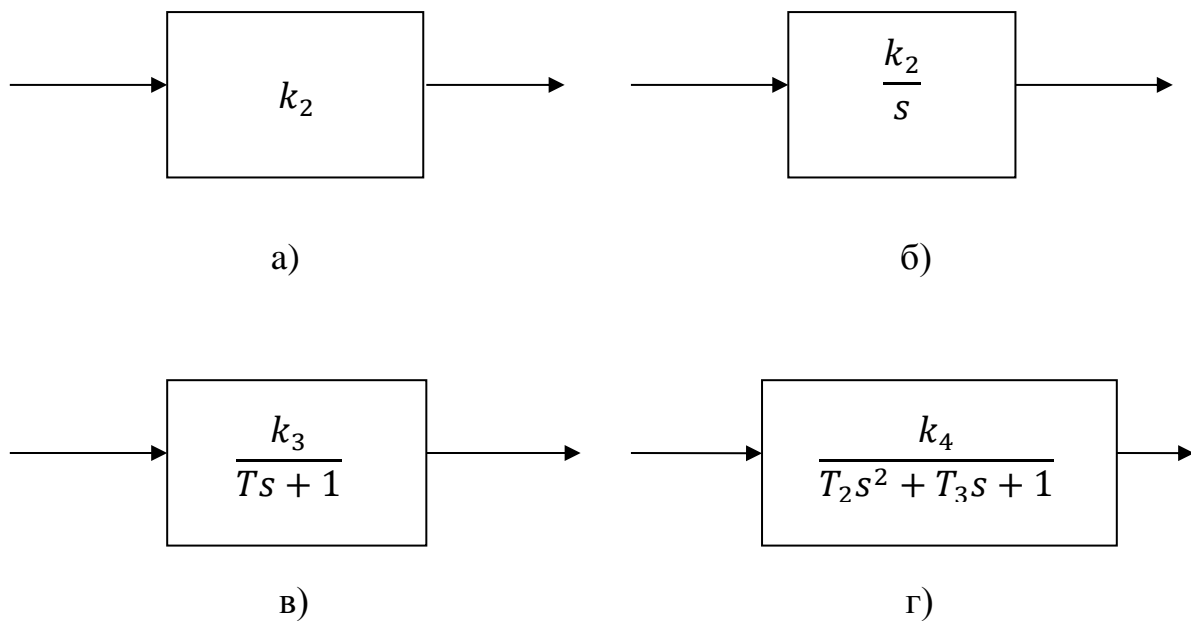 k₂
k₂
s
а)
б)
k₃
Ts + 1
k₄
T₂s² + T₃s + 1
в)
г)